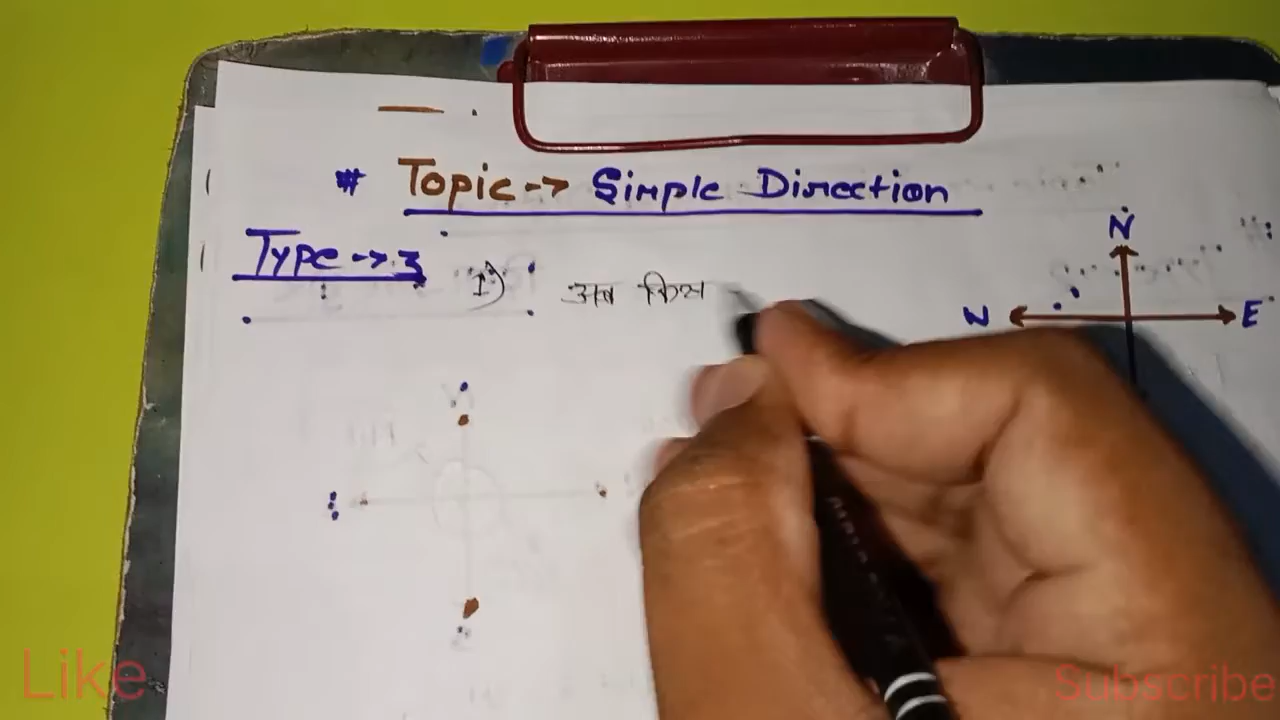 # Topic -> Simple Direction
Type -> 3
1) अब किस
N
W E
Like
Subscribe